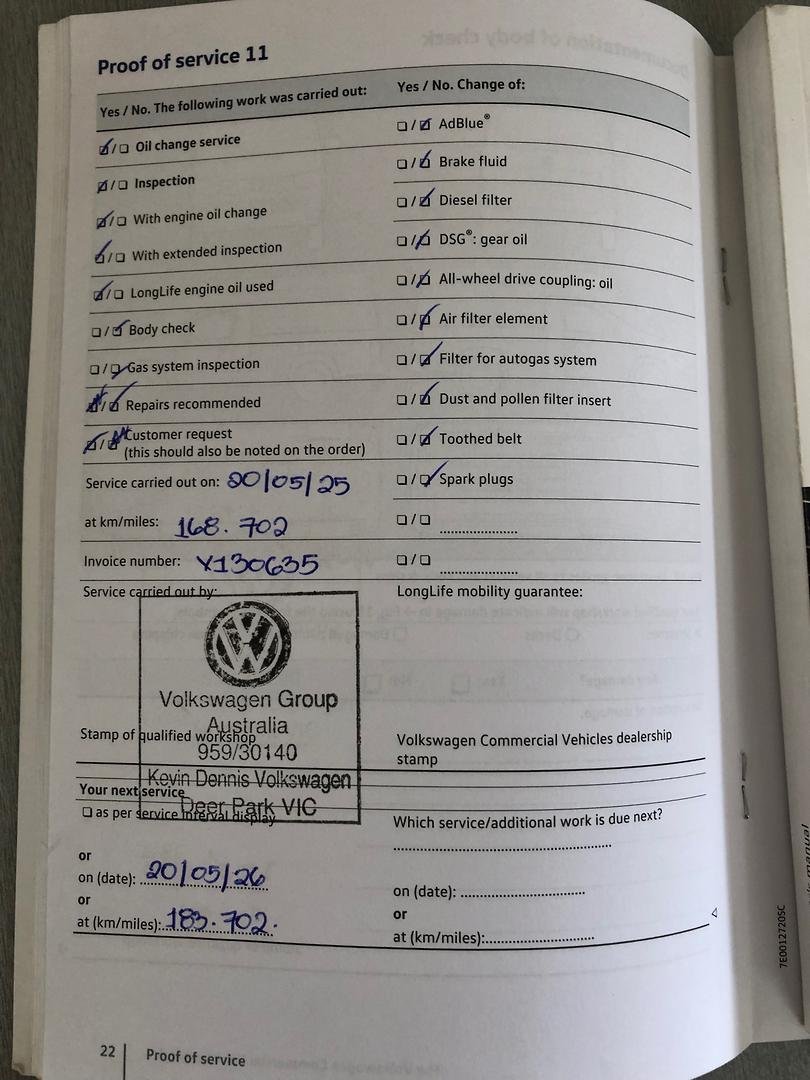 Proof of service 11
Yes / No. The following work was carried out:
☑/☐ Oil change service
☑/☐ Inspection
☑/☐ With engine oil change
☑/☐ With extended inspection
☑/☐ LongLife engine oil used
☐/☑ Body check
☐/☑ Gas system inspection
☑/☑ Repairs recommended
☑/☑ Customer request
(this should also be noted on the order)
Service carried out on: 20/05/25
at km/miles: 168.702
Invoice number: Y130635
Service carried out by:
Volkswagen Group
Australia
Stamp of qualified workshop
959/30140
Kevin Dennis Volkswagen
Deer Park VIC
Your next service
☐ as per service interval display
or
on (date): 20/05/26
or
at (km/miles): 183.702.
Yes / No. Change of:
☐/☑ AdBlue®
☐/☑ Brake fluid
☐/☑ Diesel filter
☐/☑ DSG®: gear oil
☐/☑ All-wheel drive coupling: oil
☐/☑ Air filter element
☐/☑ Filter for autogas system
☐/☑ Dust and pollen filter insert
☐/☑ Toothed belt
☐/☑ Spark plugs
☐/☐ ....................
☐/☐ ....................
LongLife mobility guarantee:
Volkswagen Commercial Vehicles dealership
stamp
Which service/additional work is due next?
on (date): ....................
or
at (km/miles): ....................
22
Proof of service
7E0012720SC